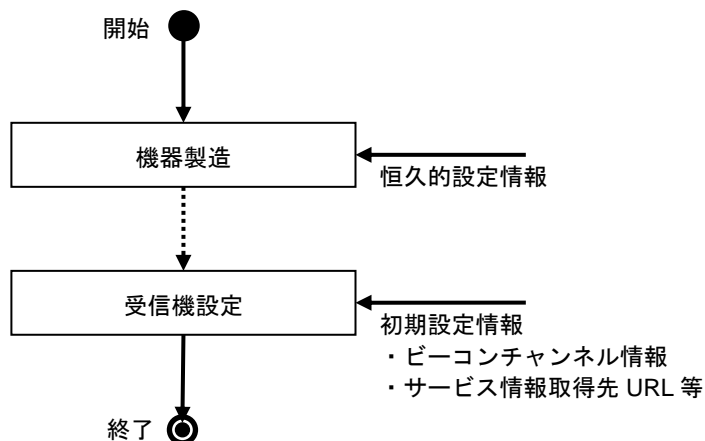 開始
機器製造
恒久的設定情報
受信機設定
初期設定情報
・ビーコンチャンネル情報
・サービス情報取得先 URL 等
終了